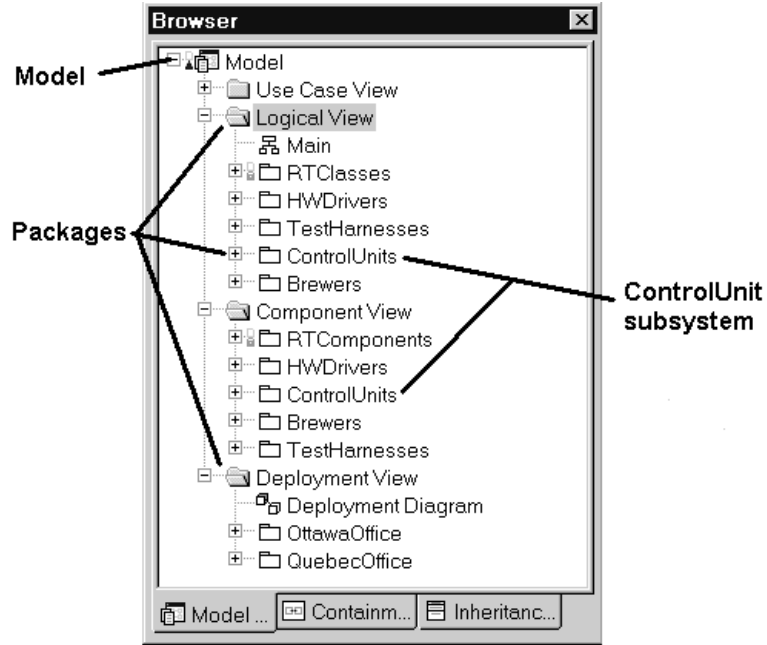 Browser
Model
Model
Use Case View
Logical View
Main
RTClasses
HWDrivers
TestHarnesses
Packages
ControlUnits
Brewers
ControlUnit
subsystem
Component View
RTComponents
HWDrivers
ControlUnits
Brewers
TestHarnesses
Deployment View
Deployment Diagram
OttawaOffice
QuebecOffice
Model ...
Containm...
Inheritanc...